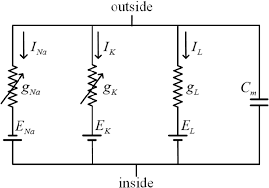 outside
I_Na I_K I_L
g_Na g_K g_L C_m
E_Na E_K E_L
inside